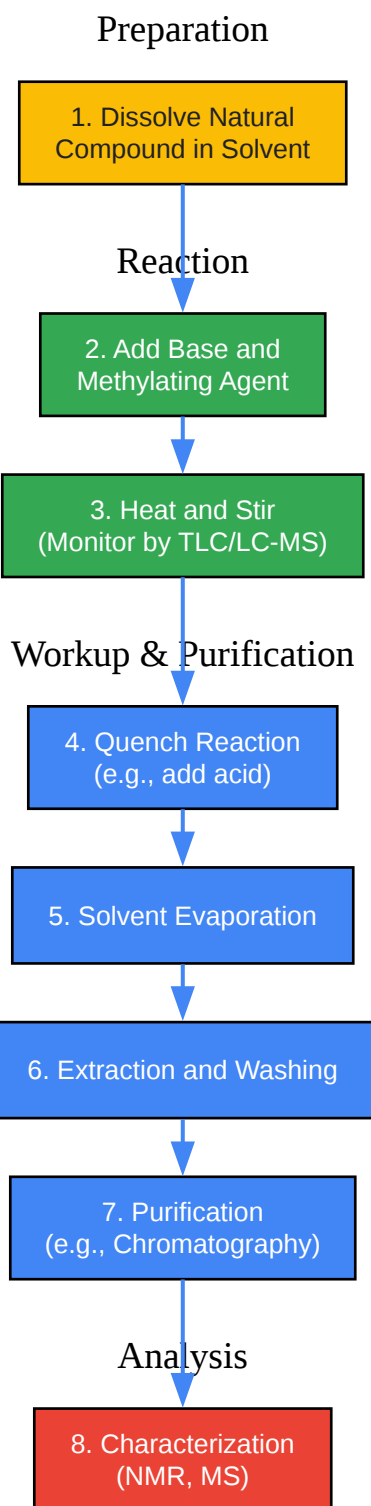 Preparation
1. Dissolve Natural
Compound in Solvent
Reaction
2. Add Base and
Methylating Agent
3. Heat and Stir
(Monitor by TLC/LC-MS)
Workup & Purification
4. Quench Reaction
(e.g., add acid)
5. Solvent Evaporation
6. Extraction and Washing
7. Purification
(e.g., Chromatography)
Analysis
8. Characterization
(NMR, MS)